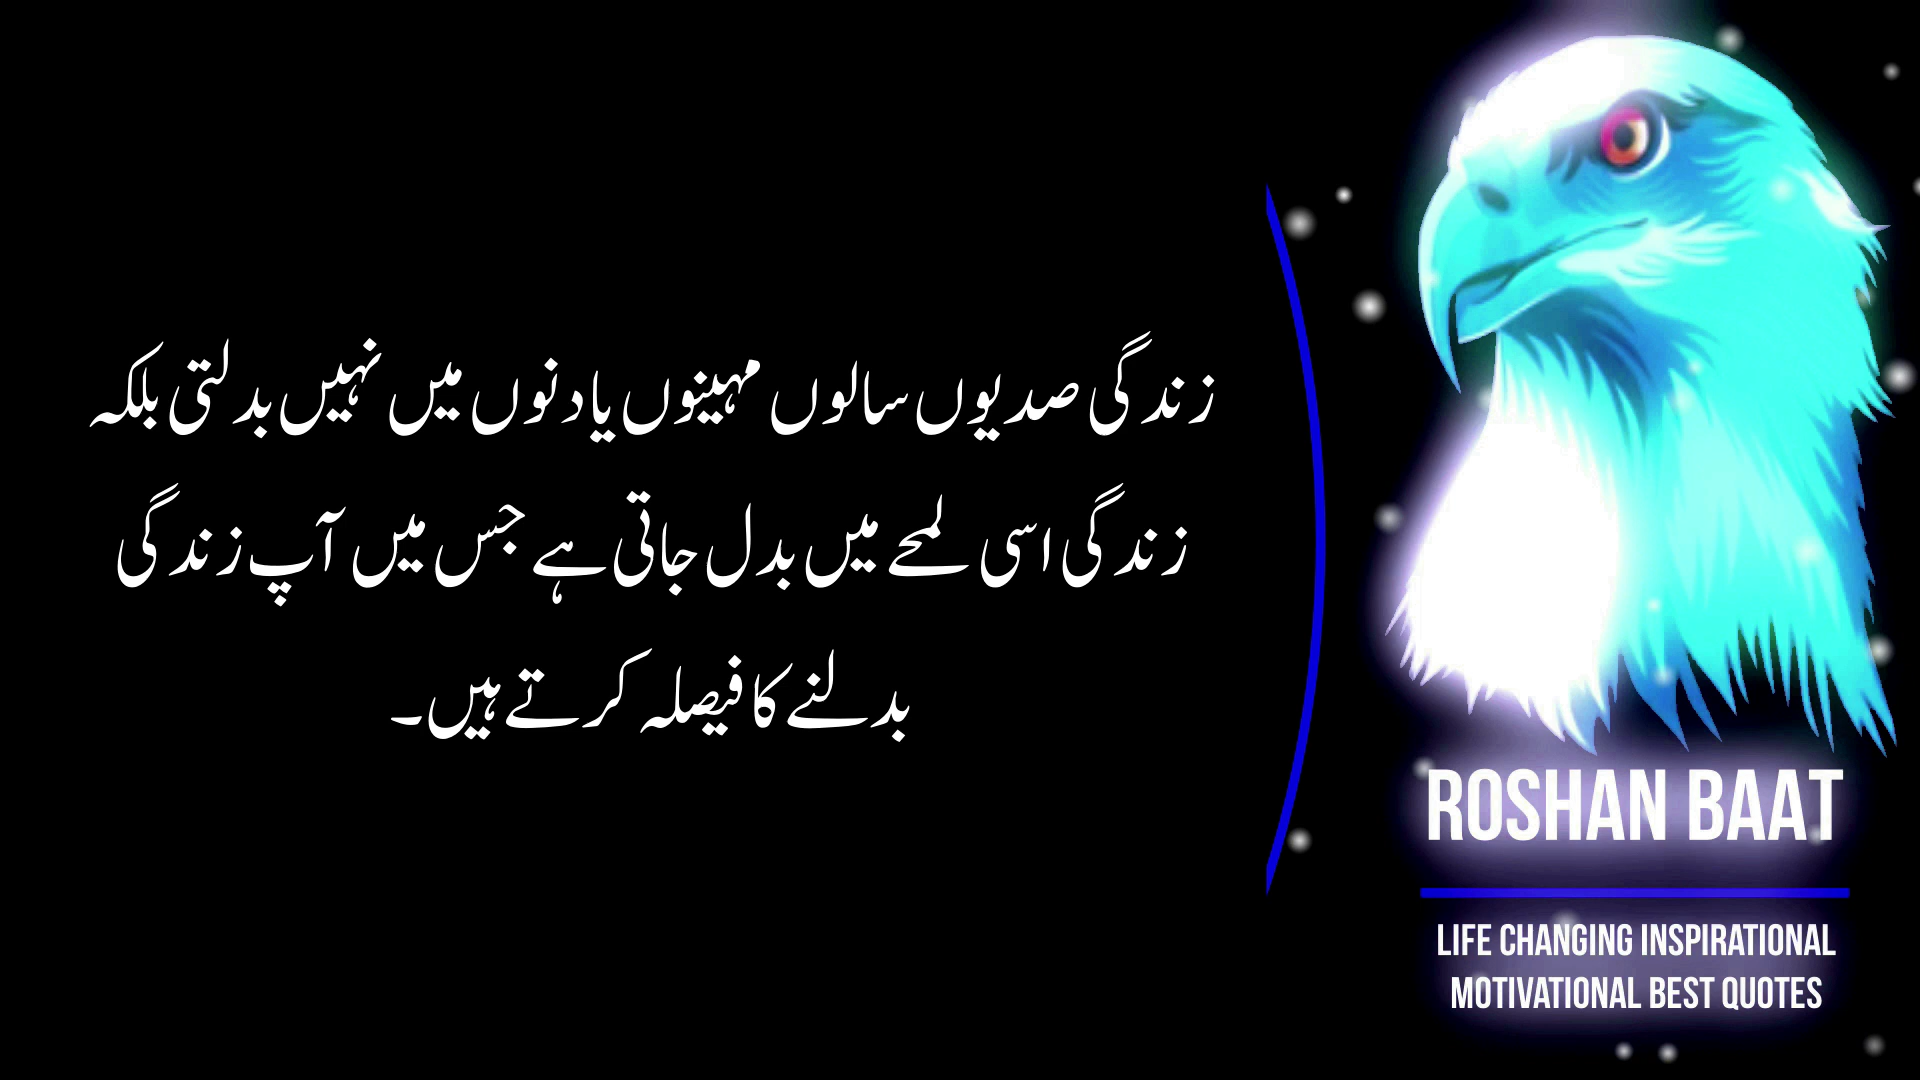 زندگی صدیوں سالوں مہینوں یا دنوں میں نہیں بدلتی بلکہ
زندگی اسی لمحے میں بدل جاتی ہے جس میں آپ زندگی
بدلنے کا فیصلہ کرتے ہیں۔
ROSHAN BAAT
LIFE CHANGING INSPIRATIONAL
MOTIVATIONAL BEST QUOTES